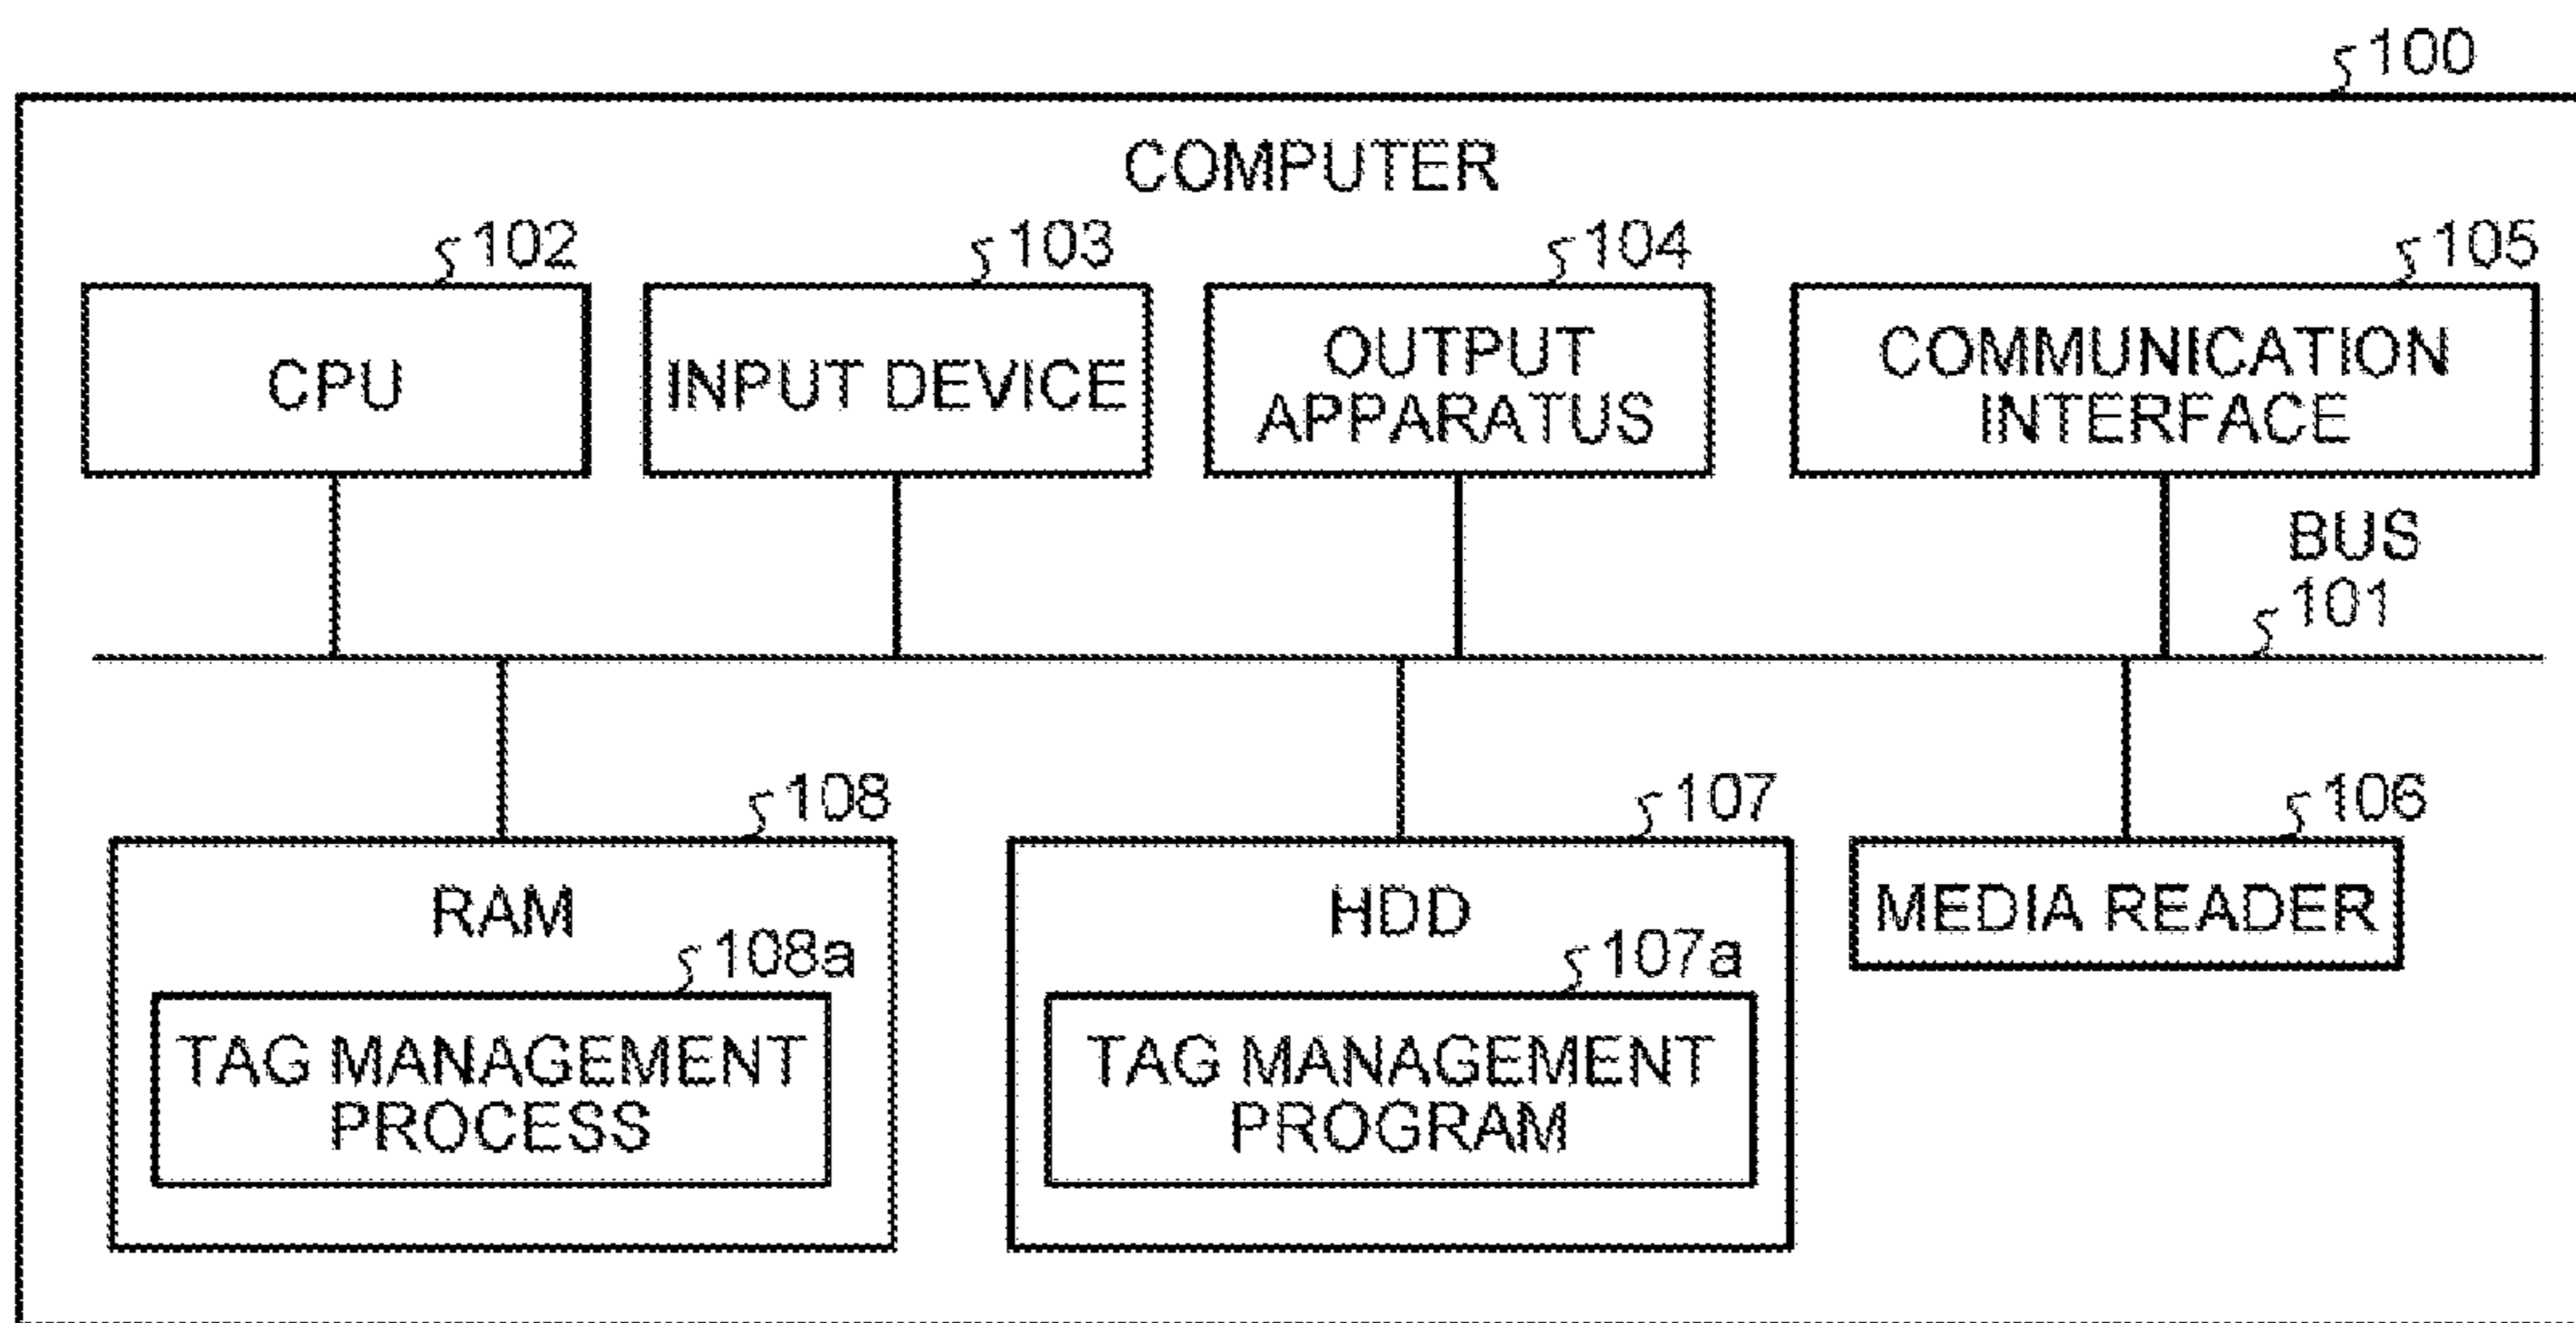 100
COMPUTER
102
103
104
105
CPU
INPUT DEVICE
OUTPUT
APPARATUS
COMMUNICATION
INTERFACE
BUS
101
108
107
106
RAM
HDD
MEDIA READER
108a
107a
TAG MANAGEMENT
PROCESS
TAG MANAGEMENT
PROGRAM